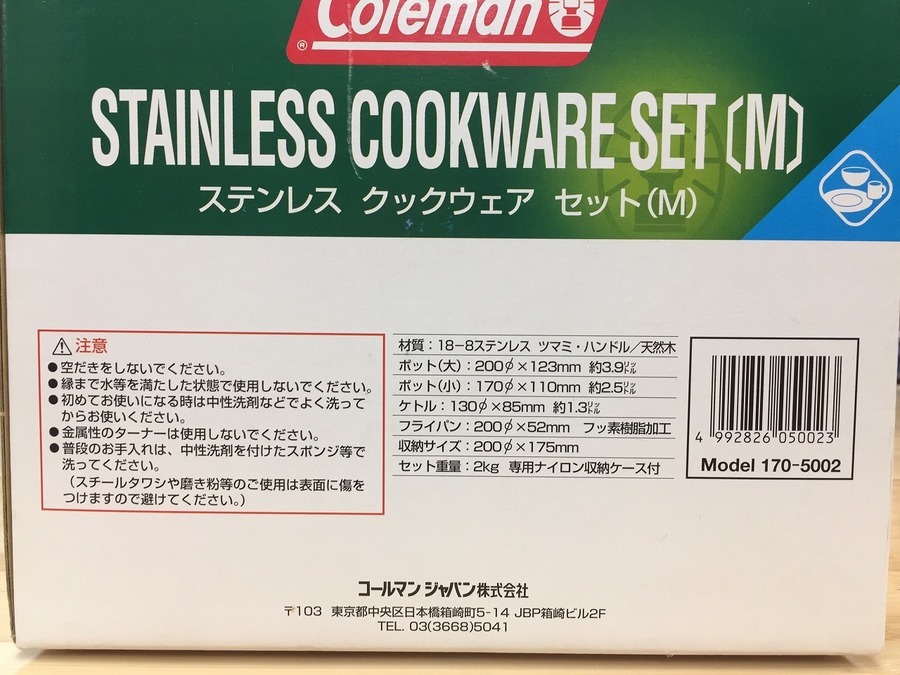 Coleman
®
STAINLESS COOKWARE SET (M)
ステンレス クックウェア セット(M)
注意
●空だきをしないでください。
●縁まで水等を満たした状態で使用しないでください。
●初めてお使いになる時は中性洗剤などでよく洗って
からお使いください。
●金属性のターナーは使用しないでください。
●普段のお手入れは、中性洗剤を付けたスポンジ等で
洗ってください。
(スチールタワシや磨き粉等のご使用は表面に傷を
つけますので避けてください。)
材質:18-8ステンレス ツマミ・ハンドル/天然木
ポット(大):200φ×123mm 約3.9リットル
ポット(小):170φ×110mm 約2.5リットル
ケトル:130φ×85mm 約1.3リットル
フライパン:200φ×52mm フッ素樹脂加工
収納サイズ:200φ×175mm
セット重量:2kg 専用ナイロン収納ケース付
4 992826 050023
Model 170-5002
コールマン ジャパン株式会社
〒103 東京都中央区日本橋箱崎町5-14 JBP箱崎ビル2F
TEL. 03(3668)5041